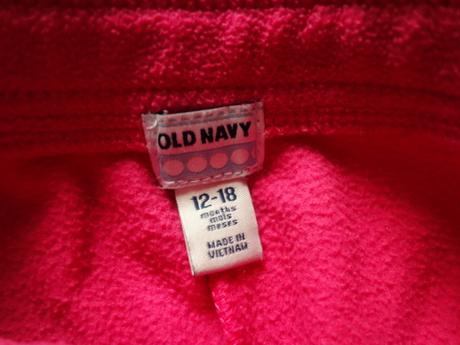 OLD NAVY
12-18
months
mois
meses
MADE IN
VIETNAM